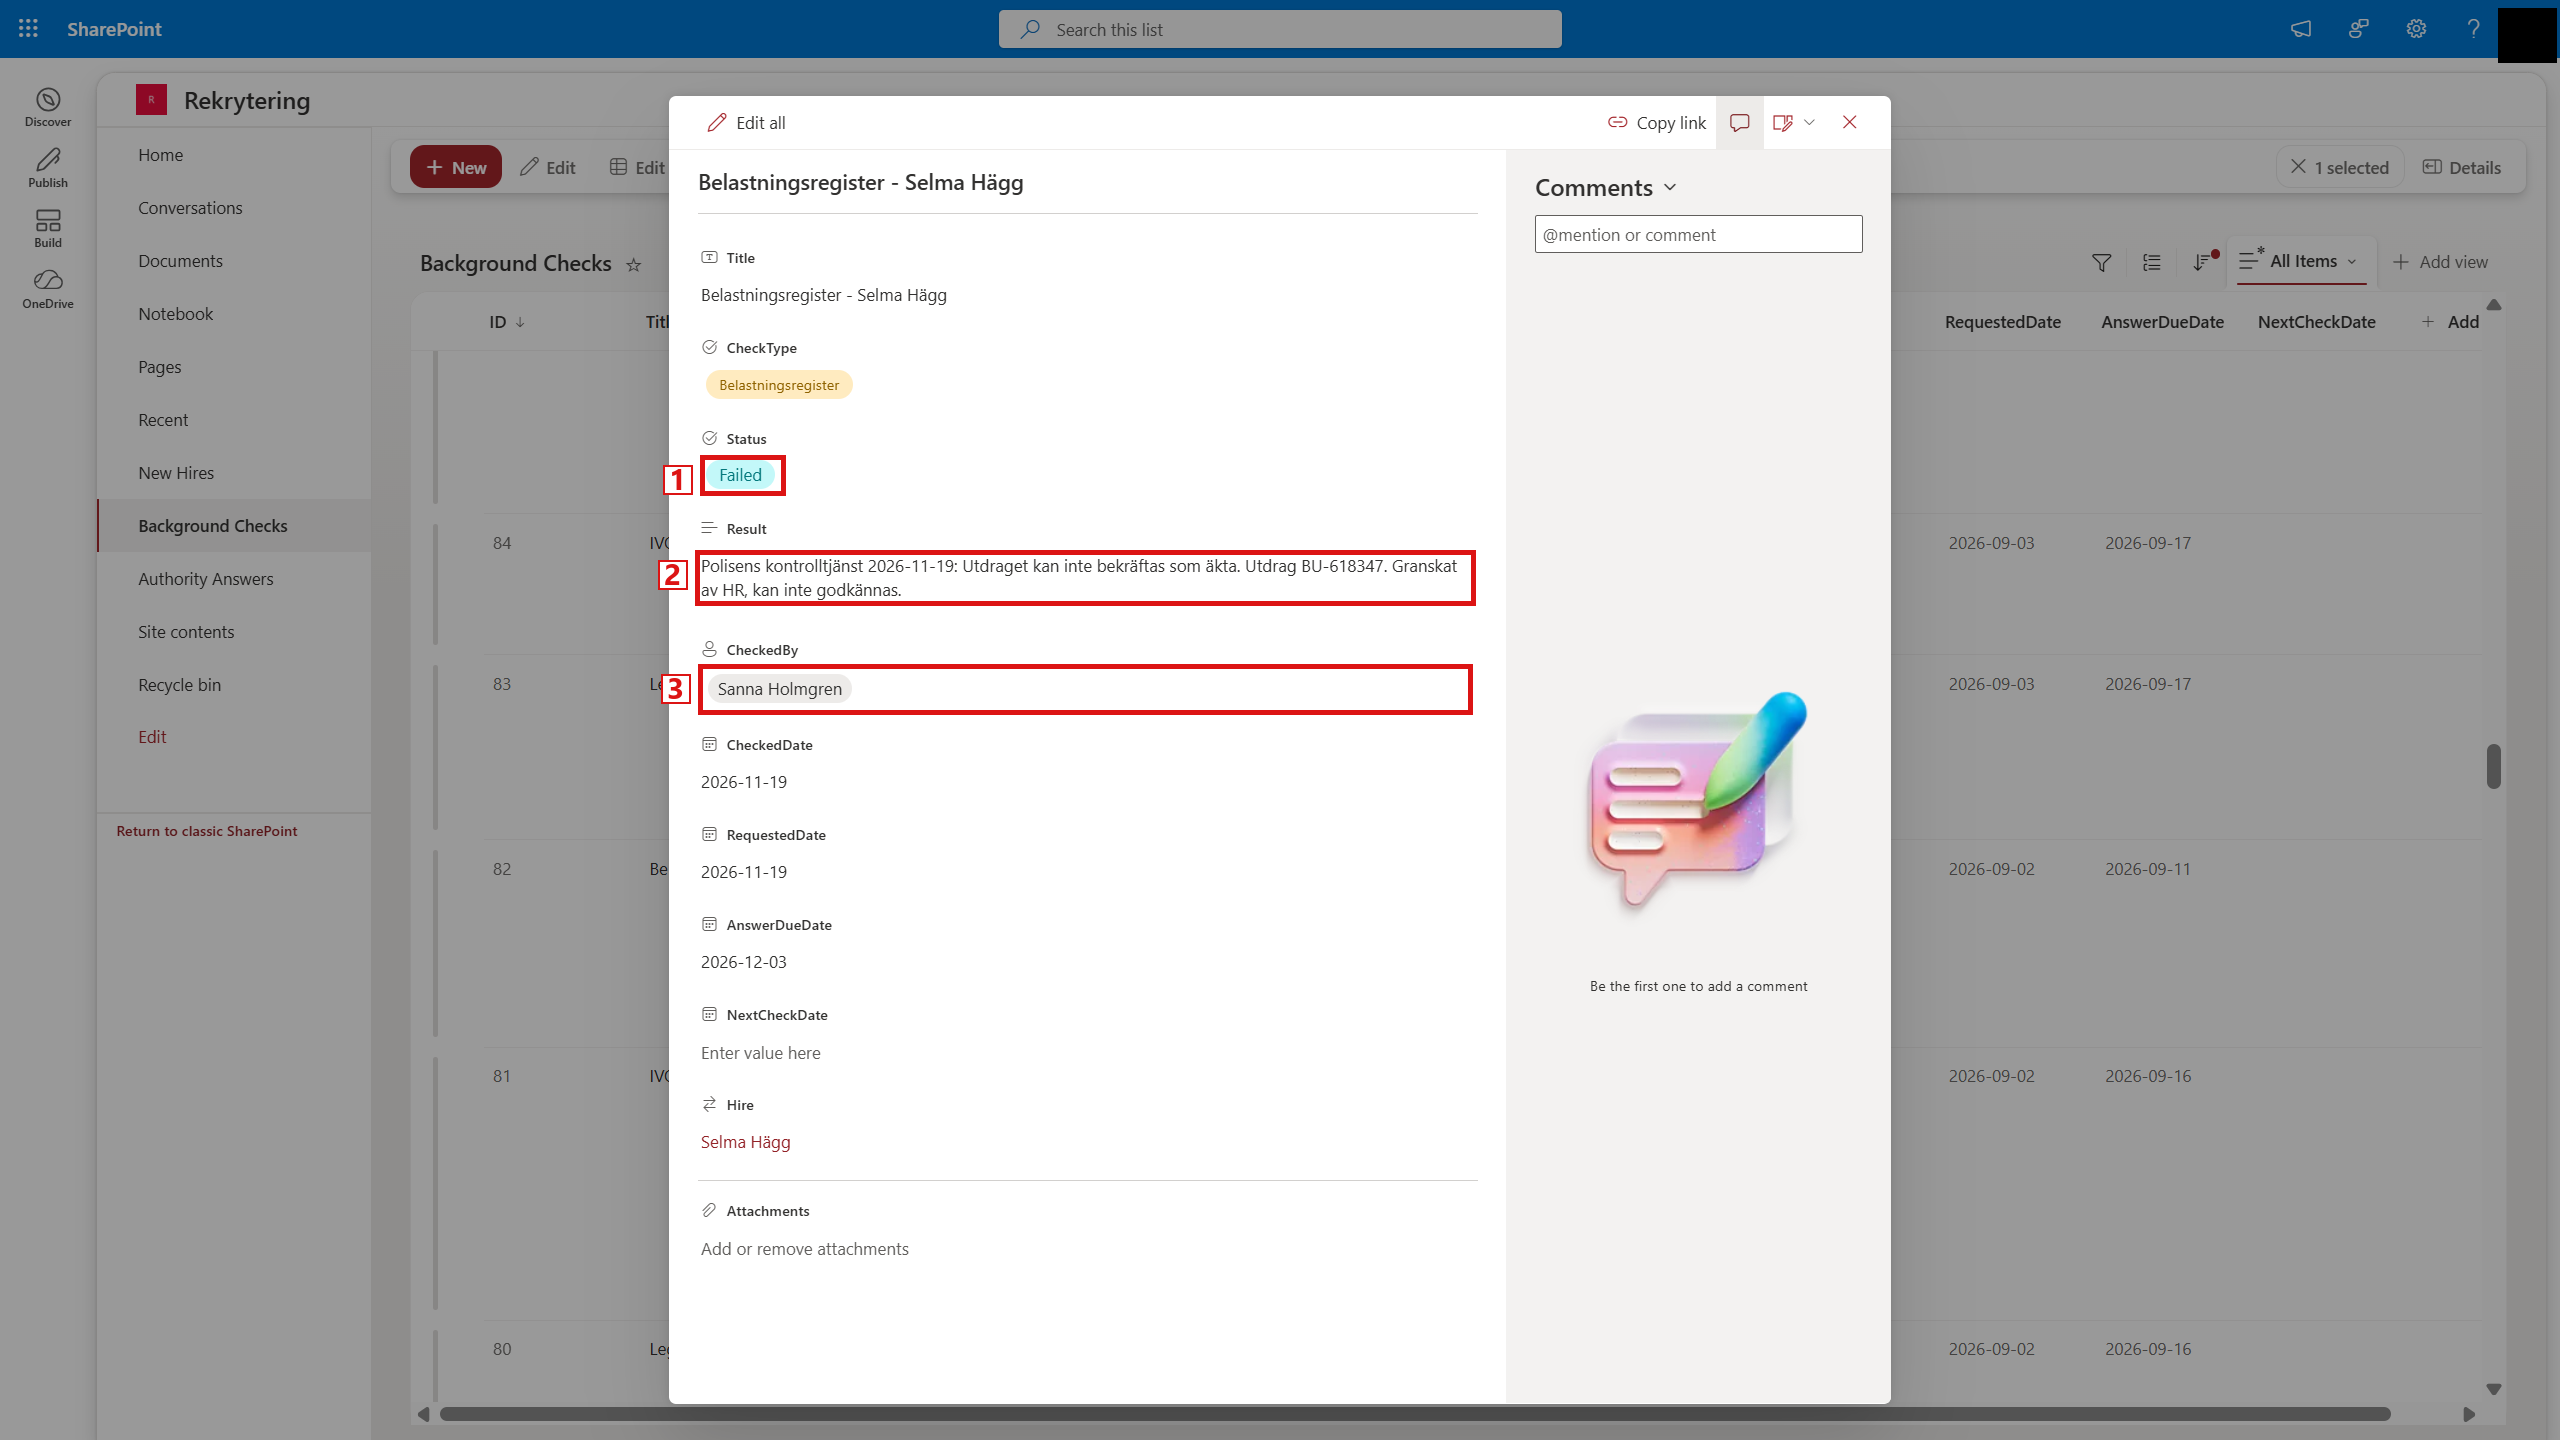 SharePoint
Search this list
Discover
Publish
Build
OneDrive
R
Rekrytering
Home
Conversations
Documents
Notebook
Pages
Recent
New Hires
Background Checks
Authority Answers
Site contents
Recycle bin
Edit
Return to classic SharePoint
New
Edit
Edit
1 selected
Details
Background Checks
All Items
Add view
ID
RequestedDate
AnswerDueDate
NextCheckDate
Add
84
2026-09-03
2026-09-17
83
2026-09-03
2026-09-17
82
2026-09-02
2026-09-11
81
2026-09-02
2026-09-16
80
2026-09-02
2026-09-16
Edit all
Copy link
Belastningsregister - Selma Hägg
Title
Belastningsregister - Selma Hägg
CheckType
Belastningsregister
Status
1
Failed
Result
2
Polisens kontrolltjänst 2026-11-19: Utdraget kan inte bekräftas som äkta. Utdrag BU-618347. Granskat
av HR, kan inte godkännas.
CheckedBy
3
Sanna Holmgren
CheckedDate
2026-11-19
RequestedDate
2026-11-19
AnswerDueDate
2026-12-03
NextCheckDate
Enter value here
Hire
Selma Hägg
Attachments
Add or remove attachments
Comments
@mention or comment
Be the first one to add a comment